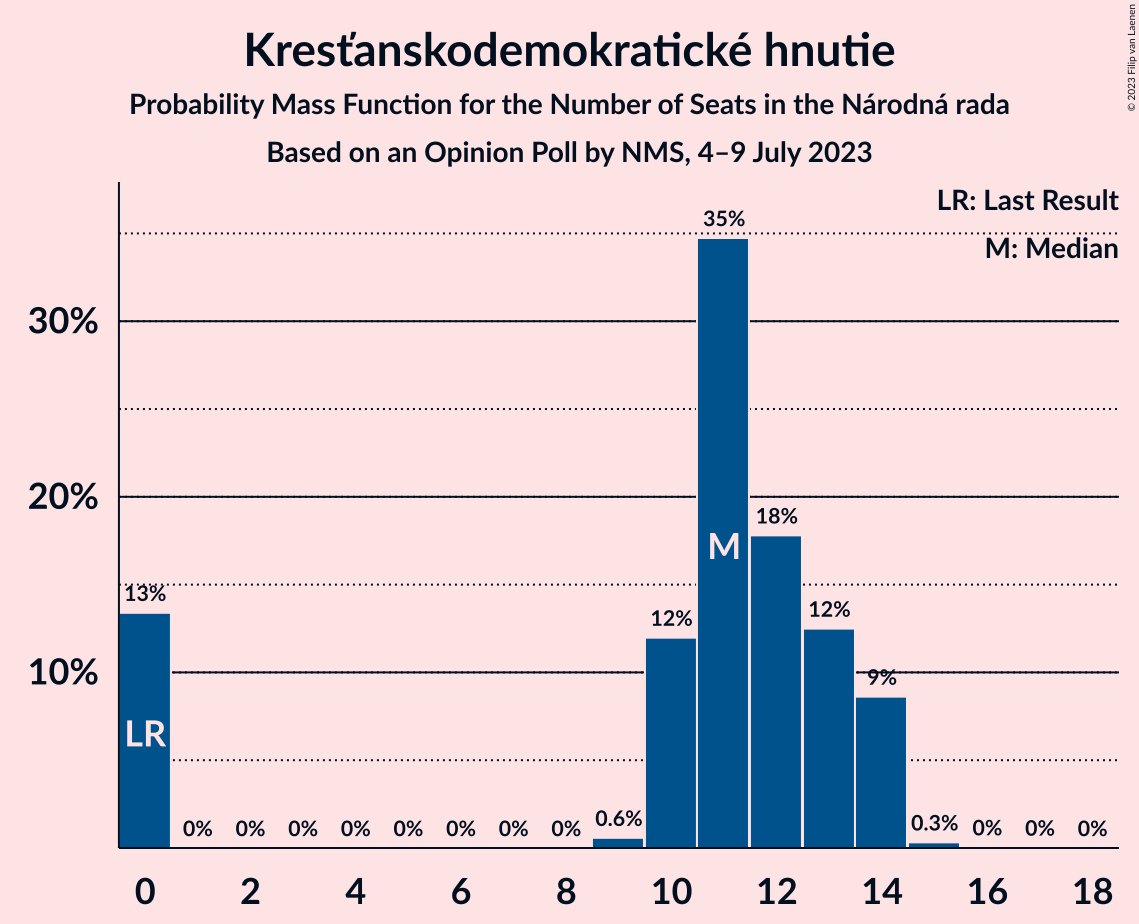 Kresťanskodemokratické hnutie
Probability Mass Function for the Number of Seats in the Národná rada
Based on an Opinion Poll by NMS, 4–9 July 2023
© 2023 Filip van Laenen
LR: Last Result
M: Median
30%
20%
10%
13%
0%
0%
0%
0%
0%
0%
0%
0%
0.6%
12%
35%
18%
12%
9%
0.3%
0%
0%
0%
LR
M
0 2 4 6 8 10 12 14 16 18